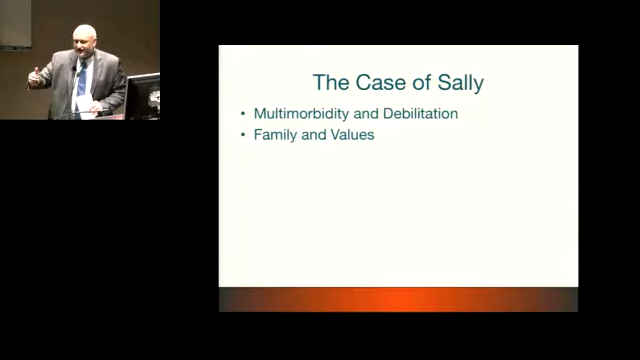 The Case of Sally
• Multimorbidity and Debilitation
• Family and Values